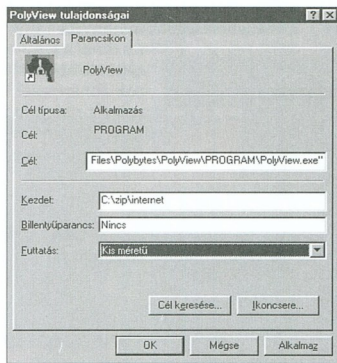 PolyView tulajdonságai
Általános Parancsikon
PolyView
Cél típusa: Alkalmazás
Cél: PROGRAM
Cél: Files\Polybytes\PolyView\PROGRAM\PolyView.exe"
Kezdet: C:\zip\internet
Billentyűparancs: Nincs
Futtatás: Kis méretű
Cél keresése... Ikoncsere...
OK Mégse Alkalmaz